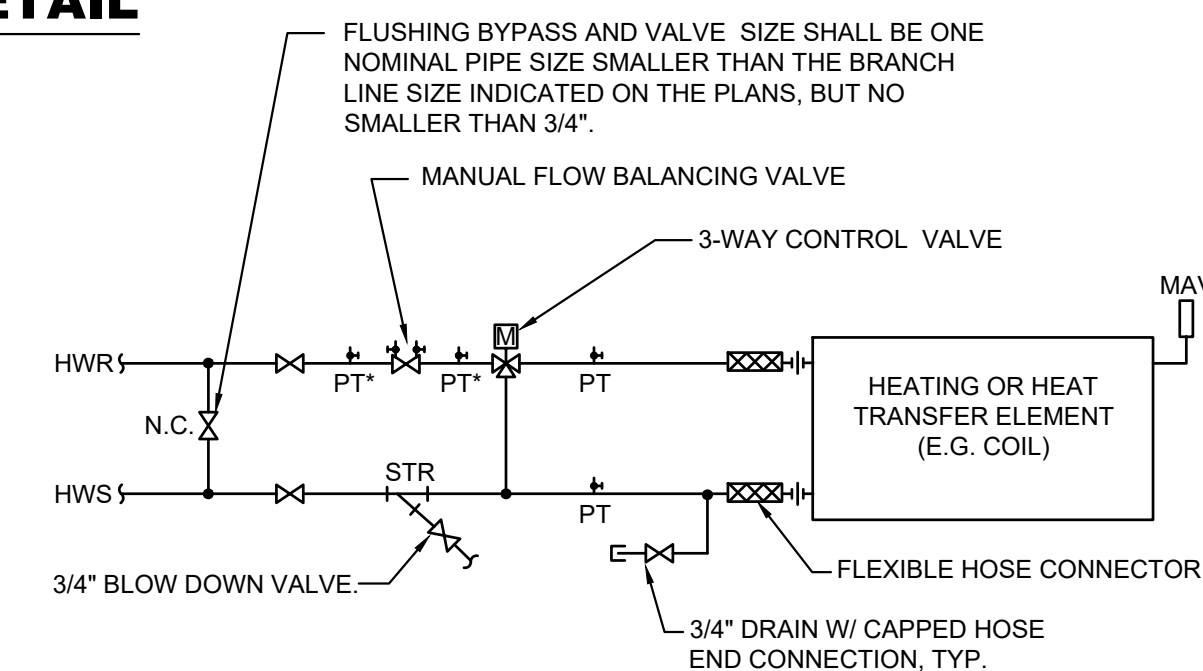 FLUSHING BYPASS AND VALVE SIZE SHALL BE ONE
NOMINAL PIPE SIZE SMALLER THAN THE BRANCH
LINE SIZE INDICATED ON THE PLANS, BUT NO
SMALLER THAN 3/4".
MANUAL FLOW BALANCING VALVE
3-WAY CONTROL VALVE
MAV
M
HWR
PT*
PT*
PT
HEATING OR HEAT
TRANSFER ELEMENT
(E.G. COIL)
N.C.
STR
HWS
PT
3/4" BLOW DOWN VALVE.
FLEXIBLE HOSE CONNECTOR
3/4" DRAIN W/ CAPPED HOSE
END CONNECTION, TYP.